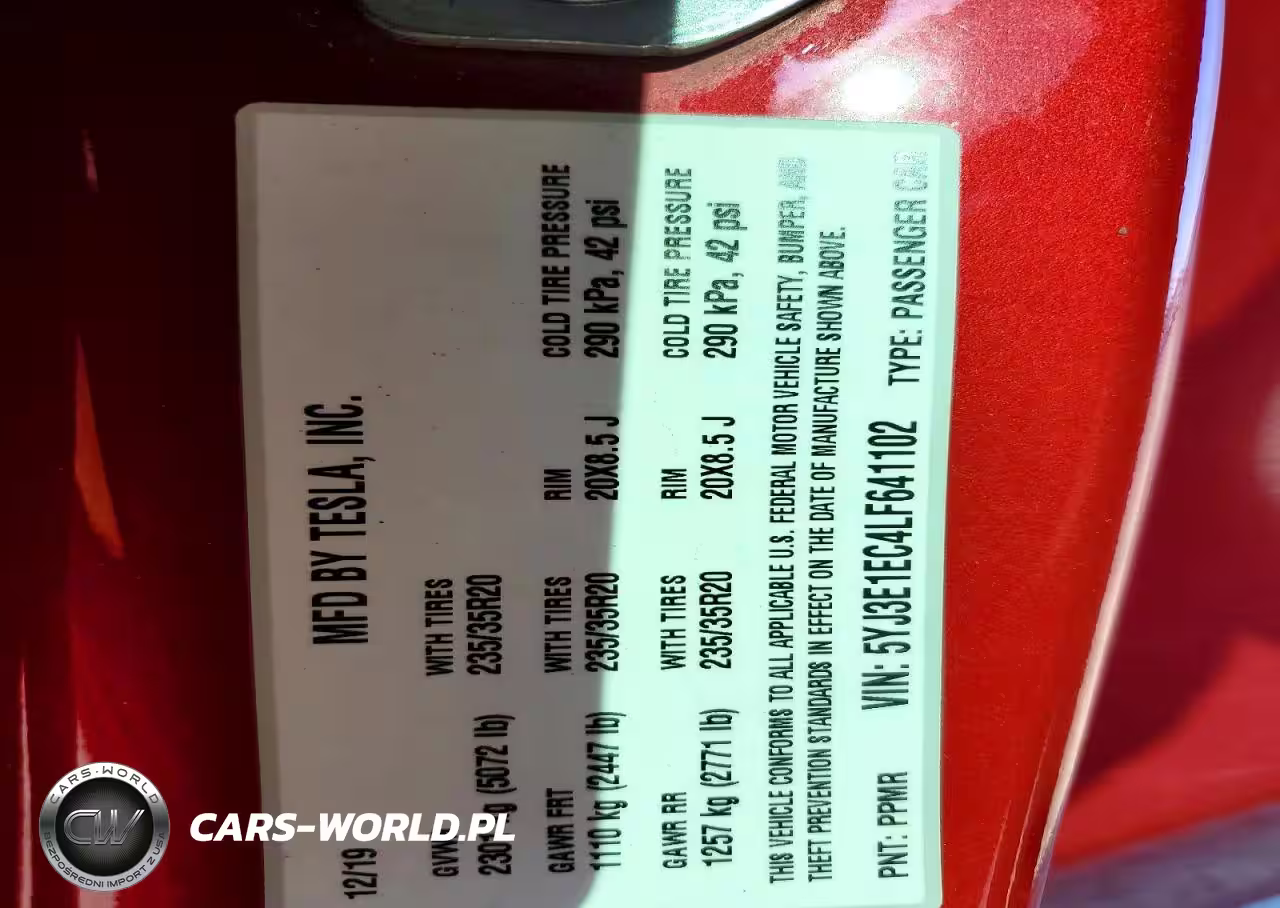 MFD BY TESLA, INC.
12/19
WITH TIRES
2301 kg (5072 lb) 235/35R20
GAWR FRT WITH TIRES RIM COLD TIRE PRESSURE
1110 kg (2447 lb) 235/35R20 20X8.5 J 290 kPa, 42 psi
GAWR RR WITH TIRES RIM COLD TIRE PRESSURE
1257 kg (2771 lb) 235/35R20 20X8.5 J 290 kPa, 42 psi
THIS VEHICLE CONFORMS TO ALL APPLICABLE U.S. FEDERAL MOTOR VEHICLE SAFETY, BUMPER, AND
THEFT PREVENTION STANDARDS IN EFFECT ON THE DATE OF MANUFACTURE SHOWN ABOVE.
PNT: PPMR VIN: 5YJ3E1EC4LF641102 TYPE: PASSENGER CAR
CARS-WORLD
CW
BEZPOŚREDNI IMPORT Z USA
CARS-WORLD.PL